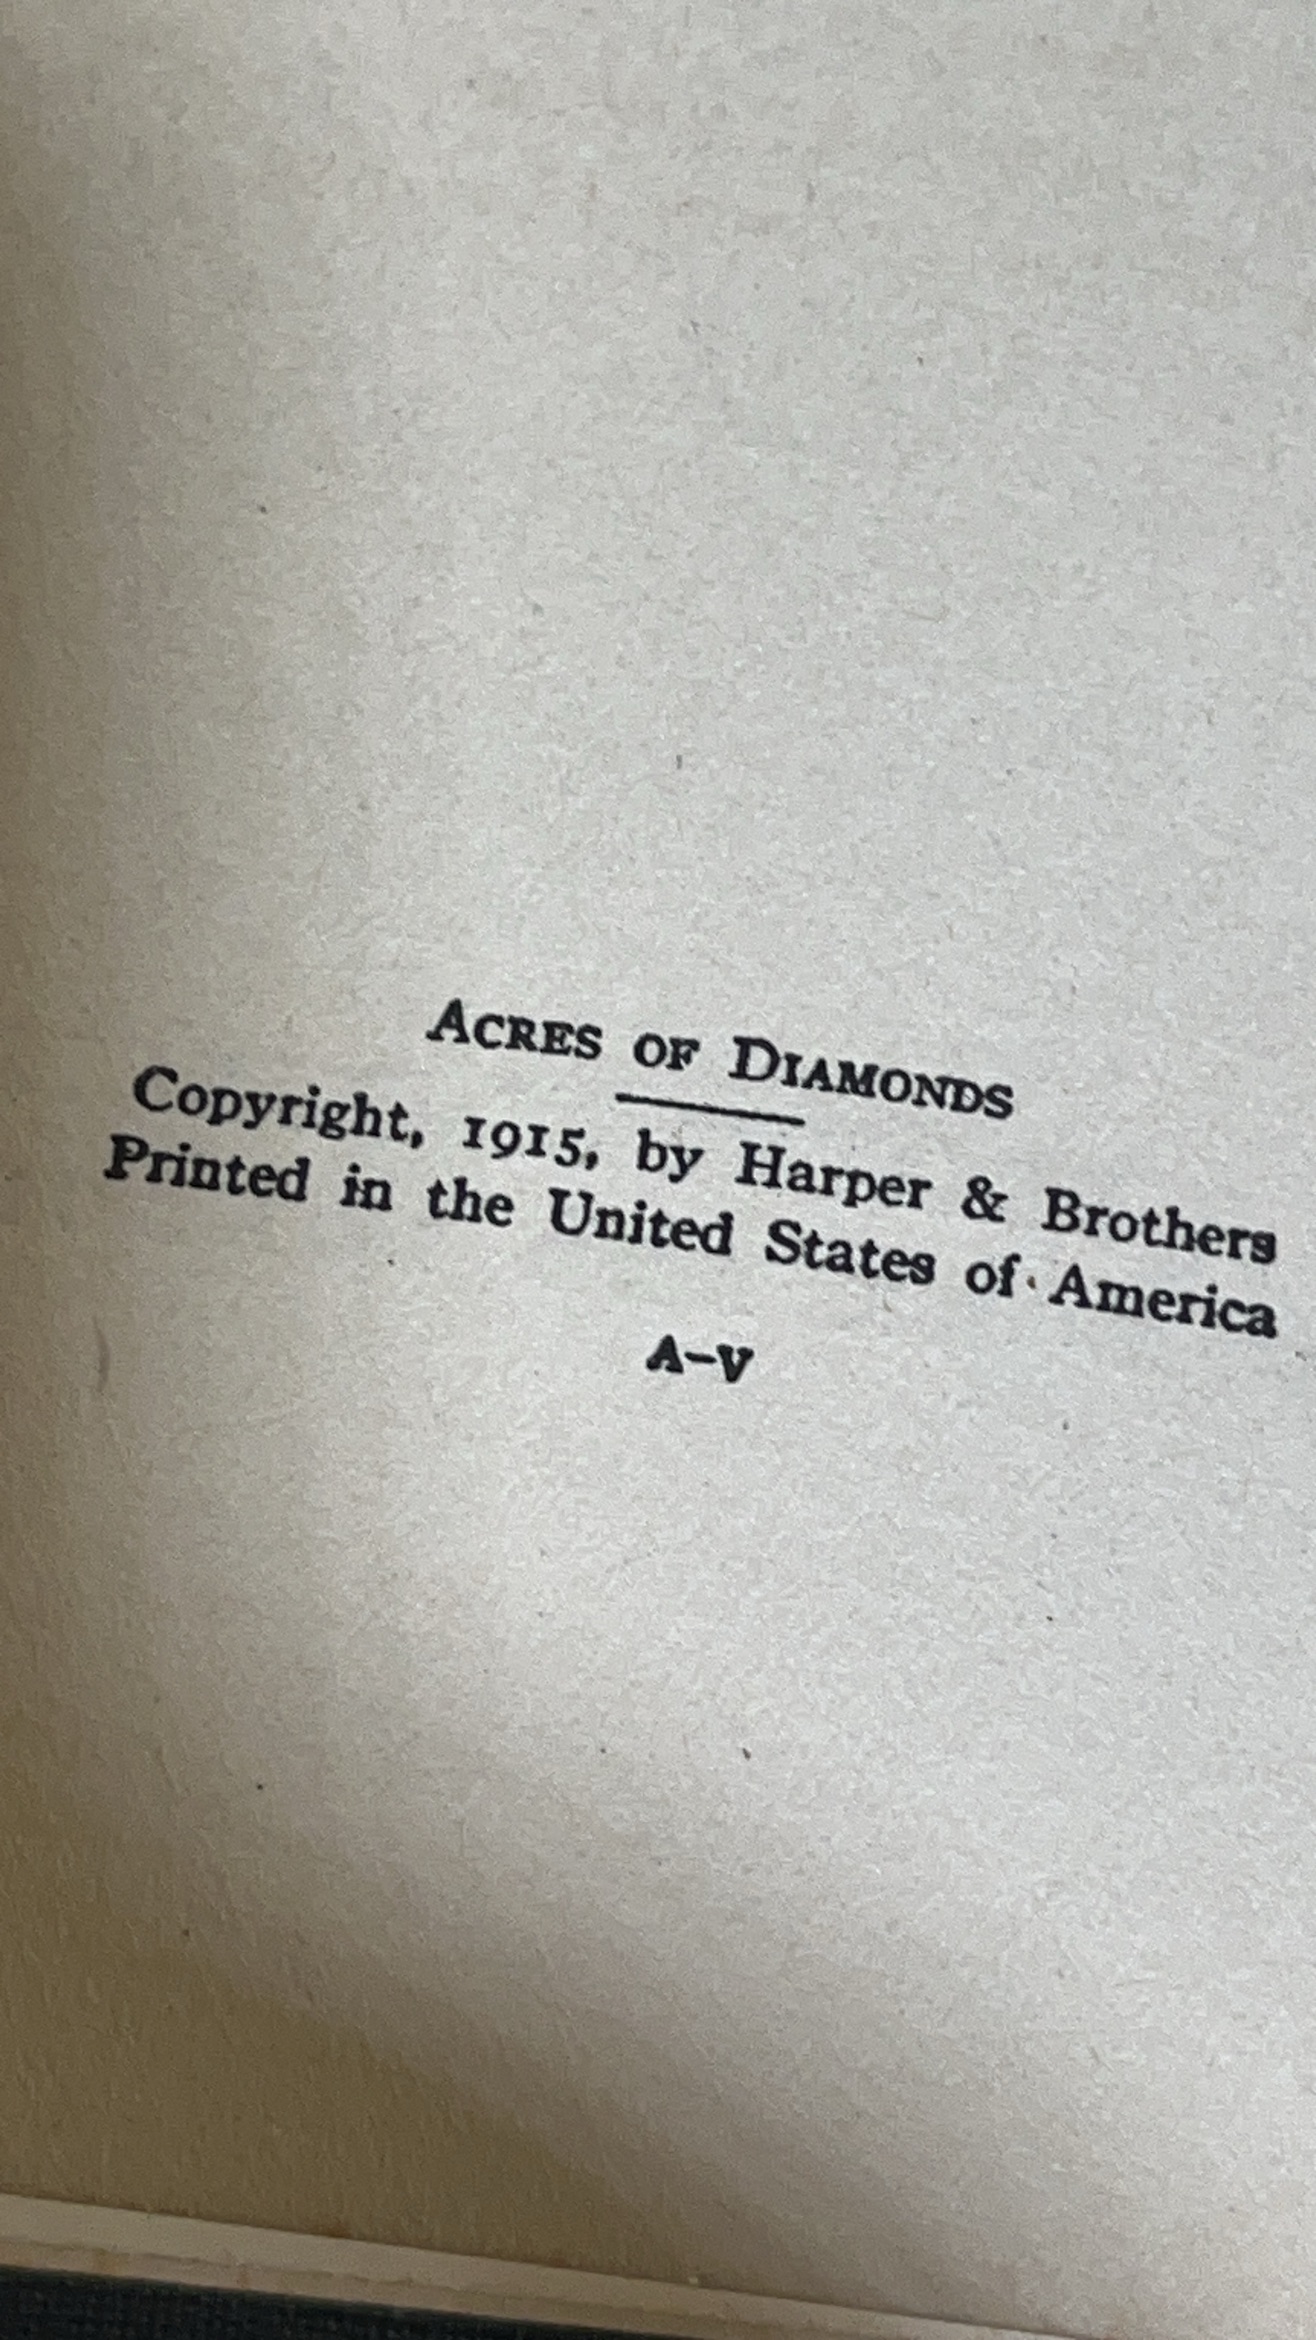 ACRES OF DIAMONDS
Copyright, 1915, by Harper & Brothers
Printed in the United States of America
A–V